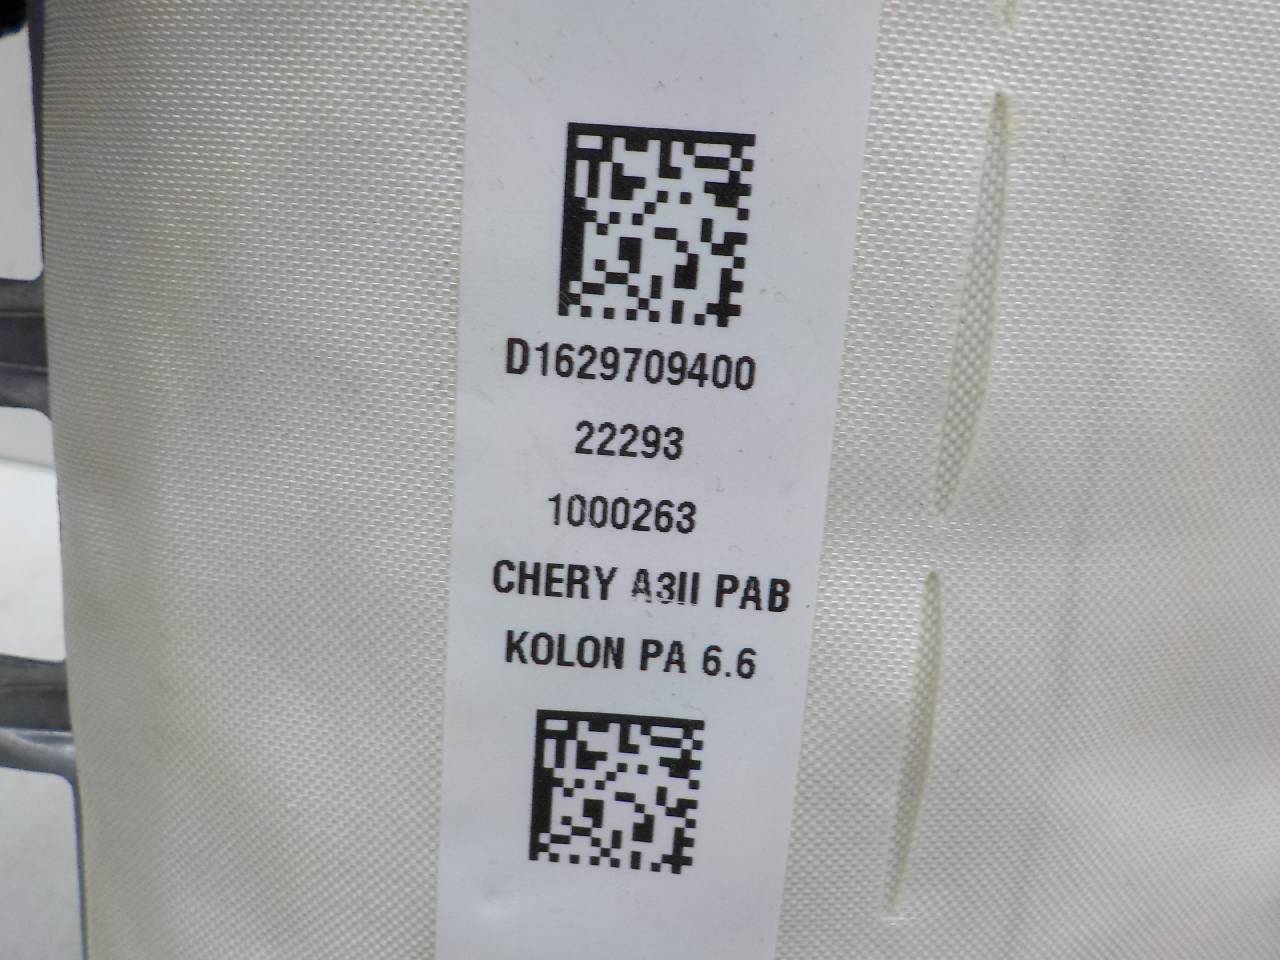 D1629709400
22293
1000263
CHERY A3II PAB
KOLON PA 6.6